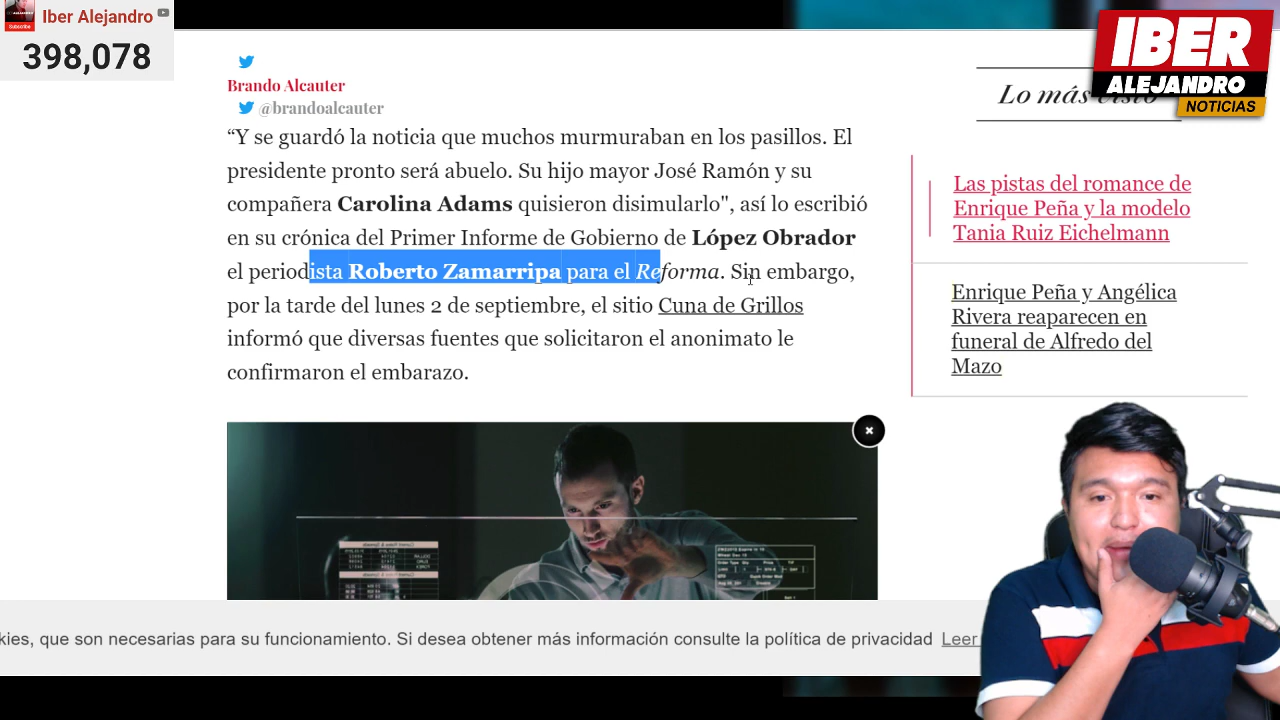 Iber Alejandro
Subscribe
398,078
IBER
ALEJANDRO
NOTICIAS
Brando Alcauter
@brandoalcauter
“Y se guardó la noticia que muchos murmuraban en los pasillos. El
presidente pronto será abuelo. Su hijo mayor José Ramón y su
compañera Carolina Adams quisieron disimularlo", así lo escribió
en su crónica del Primer Informe de Gobierno de López Obrador
el periodista Roberto Zamarripa para el Reforma. Sin embargo,
por la tarde del lunes 2 de septiembre, el sitio Cuna de Grillos
informó que diversas fuentes que solicitaron el anonimato le
confirmaron el embarazo.
Lo más visto
Las pistas del romance de
Enrique Peña y la modelo
Tania Ruiz Eichelmann
Enrique Peña y Angélica
Rivera reaparecen en
funeral de Alfredo del
Mazo
kies, que son necesarias para su funcionamiento. Si desea obtener más información consulte la política de privacidad Leer